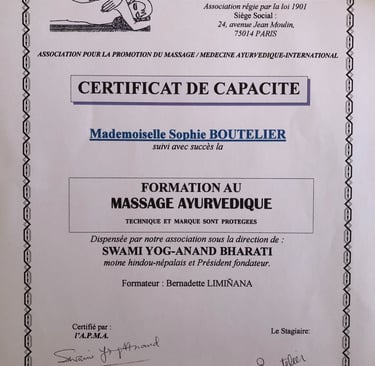 Association régie par la loi 1901
Siège Social :
24, avenue Jean Moulin,
75014 PARIS
ASSOCIATION POUR LA PROMOTION DU MASSAGE / MEDECINE AYURVEDIQUE-INTERNATIONAL
CERTIFICAT DE CAPACITE
Mademoiselle Sophie BOUTELIER
suivi avec succès la
FORMATION AU
MASSAGE AYURVEDIQUE
TECHNIQUE ET MARQUE SONT PROTEGEES
Dispensée par notre association sous la direction de :
SWAMI YOG-ANAND BHARATI
moine hindou-népalais et Président fondateur.
Formateur : Bernadette LIMIÑANA
Certifié par :
l'A.P.M.A.
Le Stagiaire:
Swami YogAnand